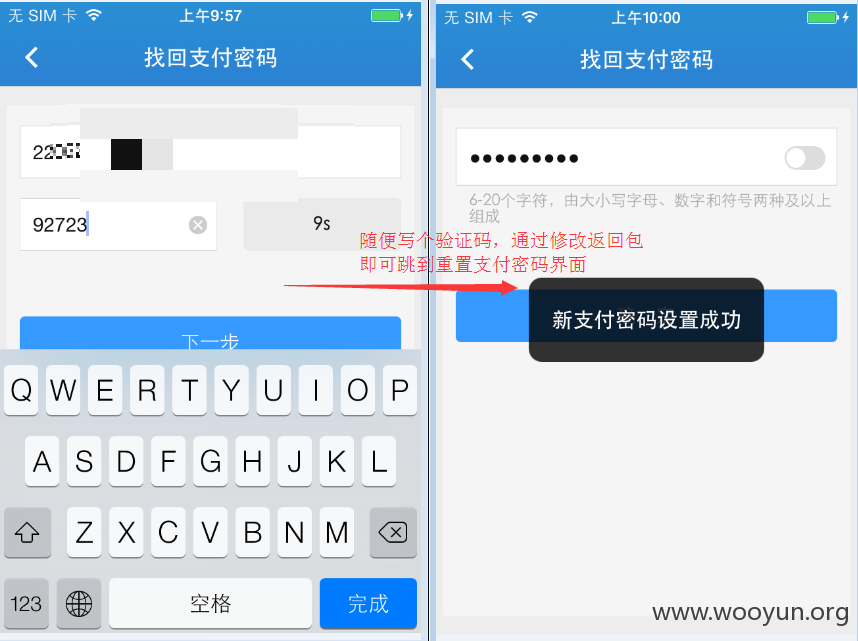 无 SIM 卡 上午9:57
找回支付密码
22
92723
9s
下一步
Q W E R T Y U I O P
A S D F G H J K L
Z X C V B N M
123 空格 完成
无 SIM 卡 上午10:00
找回支付密码
6-20个字符，由大小写字母、数字和符号两种及以上
组成
随便写个验证码，通过修改返回包
即可跳到重置支付密码界面
新支付密码设置成功
www.wooyun.org